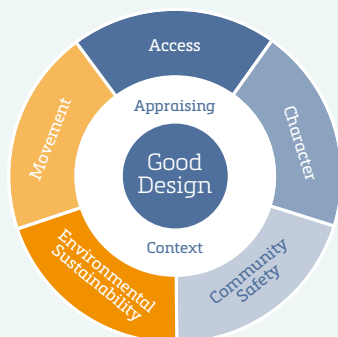 Access
Appraising
Movement
Character
Good
Design
Context
Environmental
Sustainability
Community
Safety